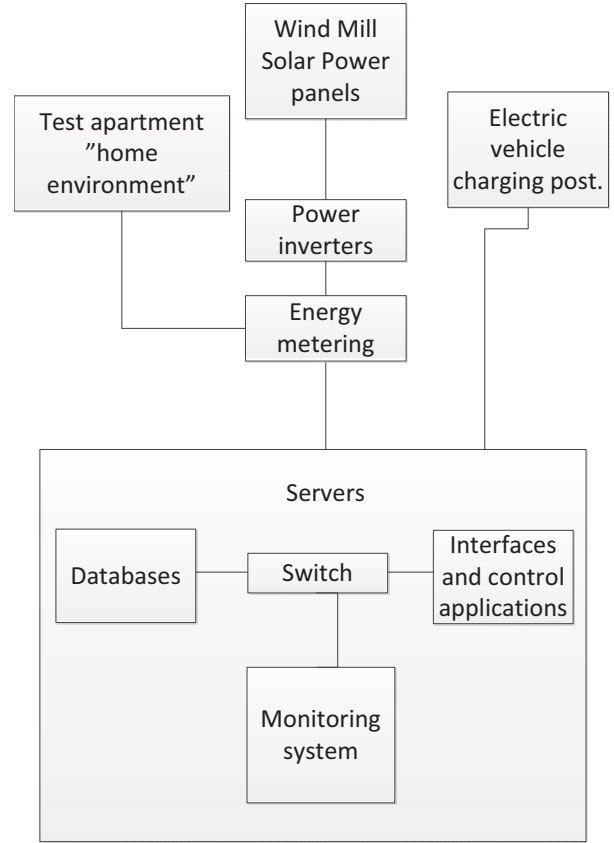 Wind Mill
Solar Power
panels
Test apartment
”home
environment”
Electric
vehicle
charging post.
Power
inverters
Energy
metering
Servers
Databases
Switch
Interfaces
and control
applications
Monitoring
system